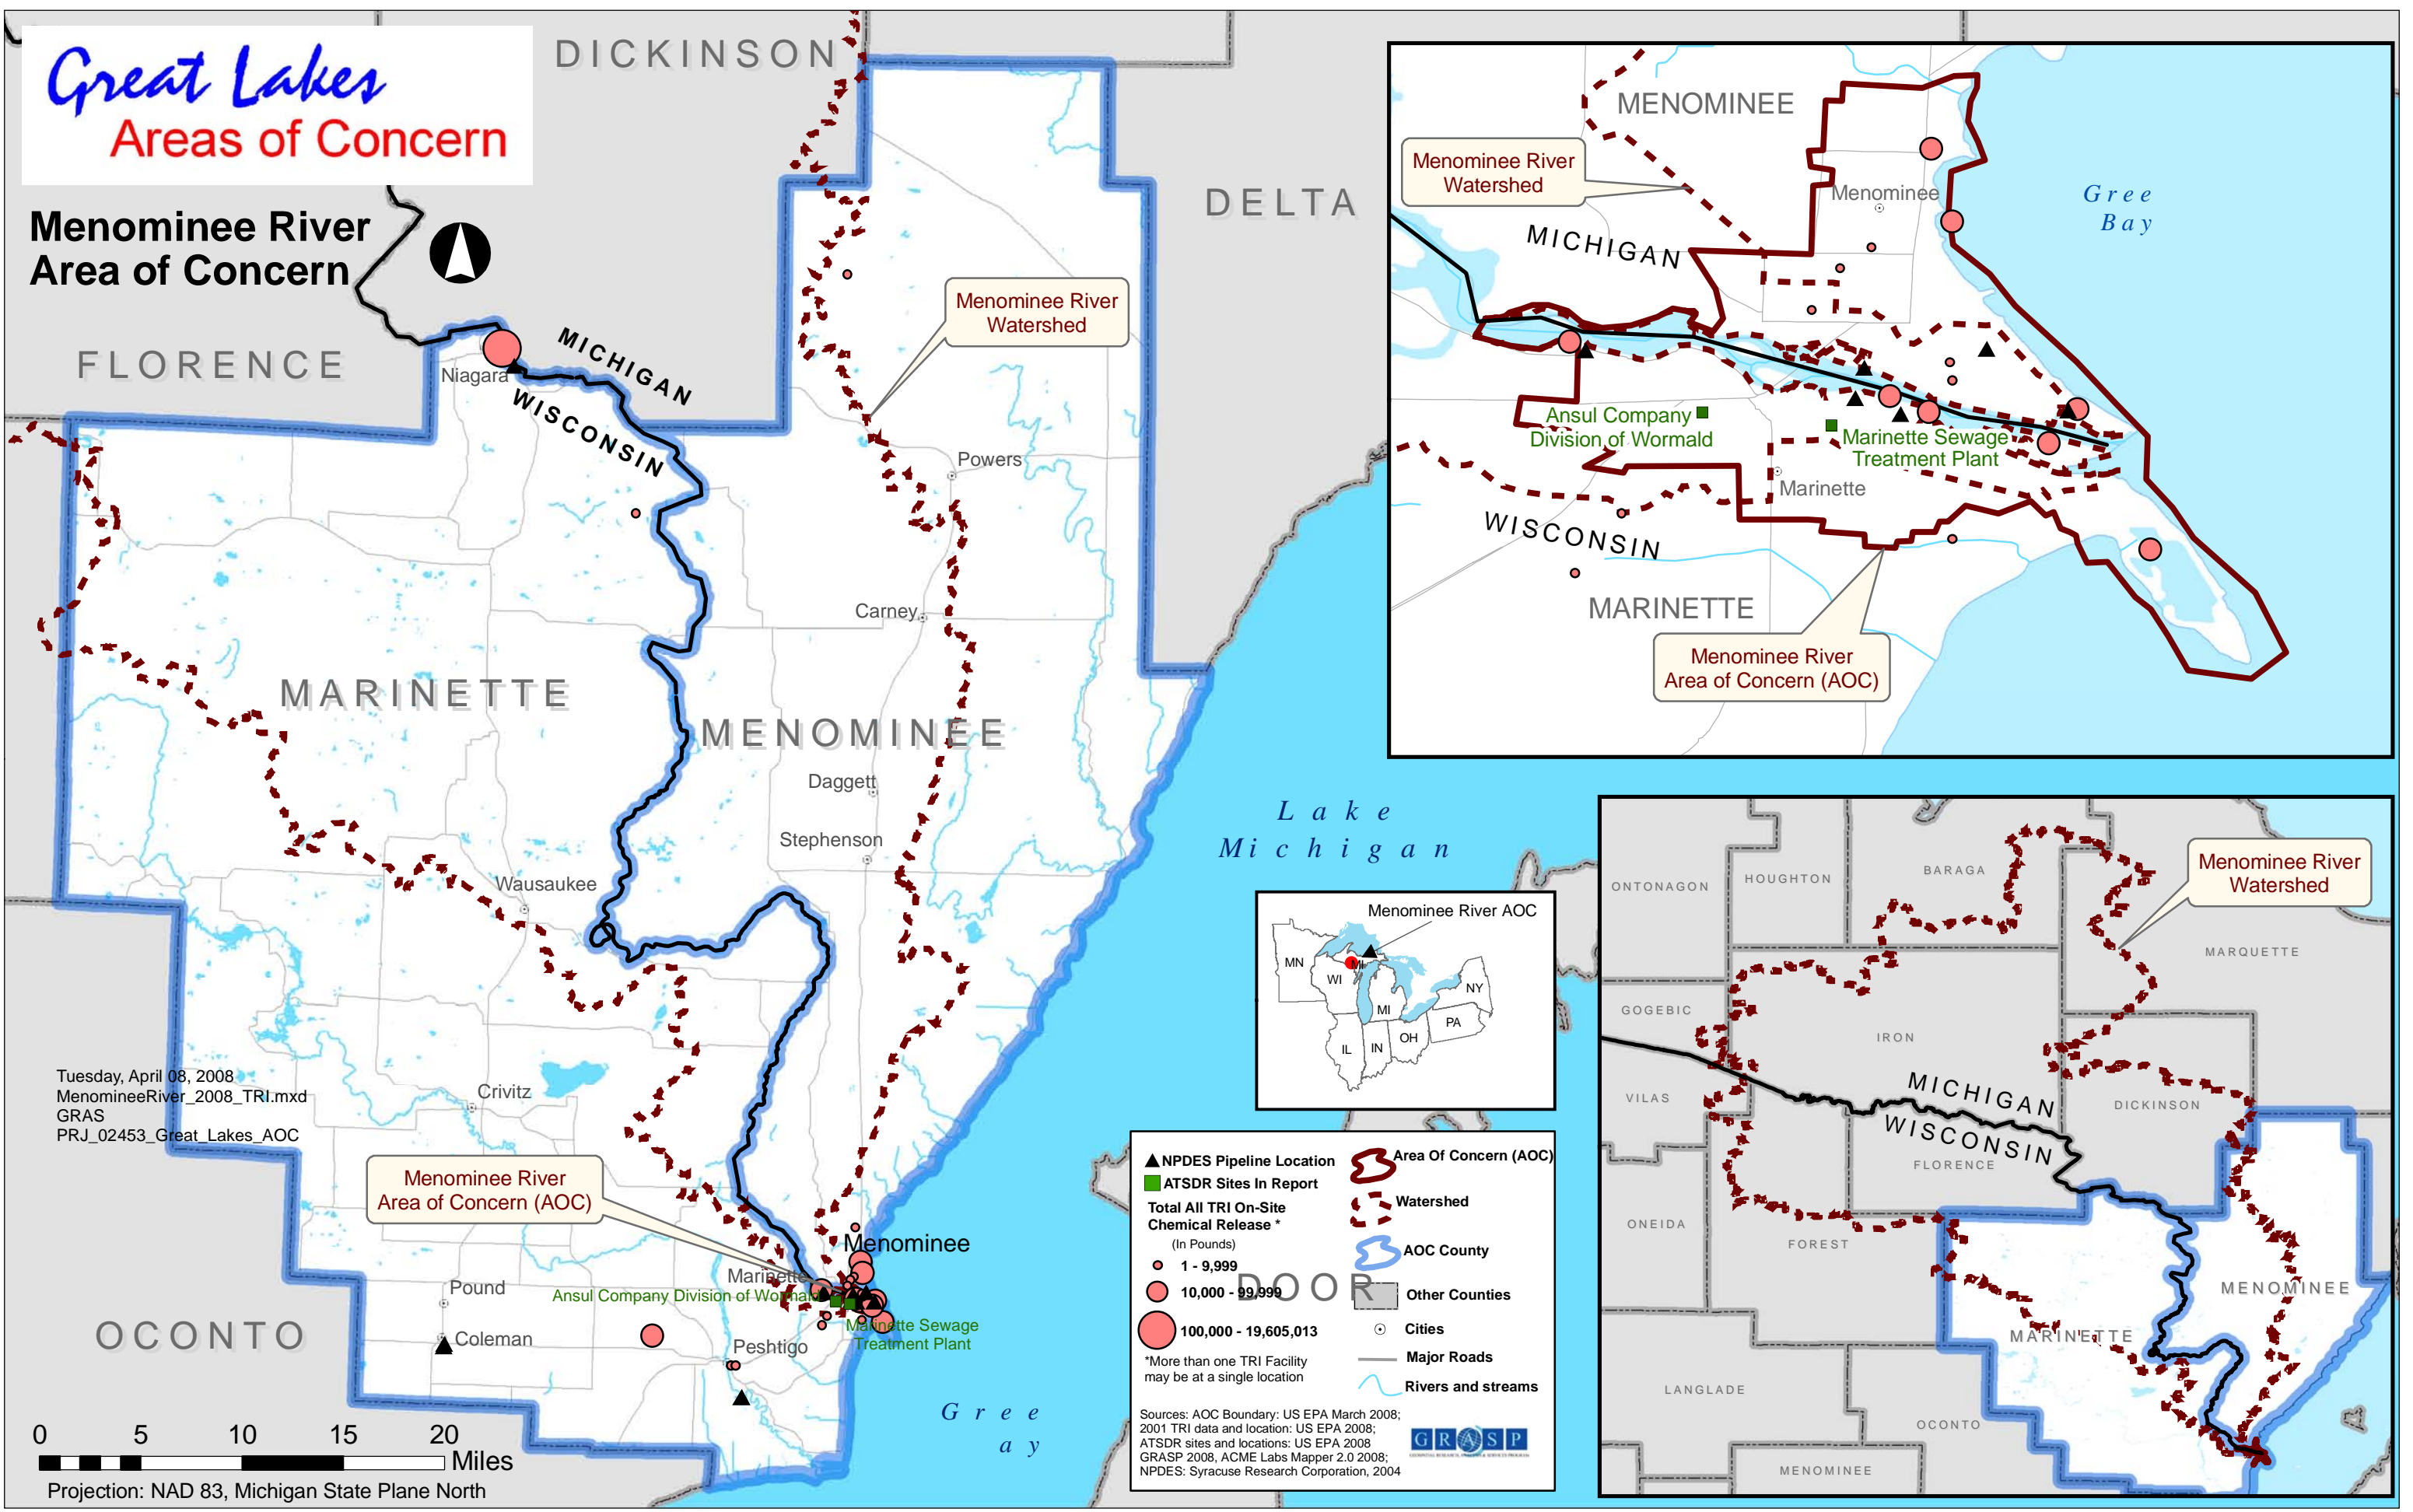 Great Lakes
Areas of Concern
Menominee River
Area of Concern
DICKINSON
DELTA
FLORENCE
MICHIGAN
WISCONSIN
Niagara
Menominee River
Watershed
Powers
Carney
MARINETTE
MENOMINEE
Daggett
Stephenson
Wausaukee
Crivitz
Tuesday, April 08, 2008
MenomineeRiver_2008_TRI.mxd
GRAS
PRJ_02453_Great_Lakes_AOC
Menominee River
Area of Concern (AOC)
Menominee
Marinette
Ansul Company Division of Wormald
Marinette Sewage
Treatment Plant
Pound
Coleman
Peshtigo
OCONTO
0 5 10 15 20
Miles
Projection: NAD 83, Michigan State Plane North
Gree
ay
Lake
Michigan
DOOR
MENOMINEE
Menominee River
Watershed
MICHIGAN
Menominee
Gree
Bay
Ansul Company
Division of Wormald
Marinette Sewage
Treatment Plant
Marinette
WISCONSIN
MARINETTE
Menominee River
Area of Concern (AOC)
Menominee River AOC
MN
WI
MI
MI
IL
IN
OH
PA
NY
NPDES Pipeline Location
ATSDR Sites In Report
Total All TRI On-Site
Chemical Release *
(In Pounds)
1 - 9,999
10,000 - 99,999
100,000 - 19,605,013
*More than one TRI Facility
may be at a single location
Area Of Concern (AOC)
Watershed
AOC County
Other Counties
Cities
Major Roads
Rivers and streams
Sources: AOC Boundary: US EPA March 2008;
2001 TRI data and location: US EPA 2008;
ATSDR sites and locations: US EPA 2008
GRASP 2008, ACME Labs Mapper 2.0 2008;
NPDES: Syracuse Research Corporation, 2004
GRASP
ONTONAGON
HOUGHTON
BARAGA
Menominee River
Watershed
MARQUETTE
GOGEBIC
IRON
MICHIGAN
WISCONSIN
VILAS
DICKINSON
FLORENCE
ONEIDA
FOREST
MENOMINEE
MARINETTE
LANGLADE
OCONTO
MENOMINEE